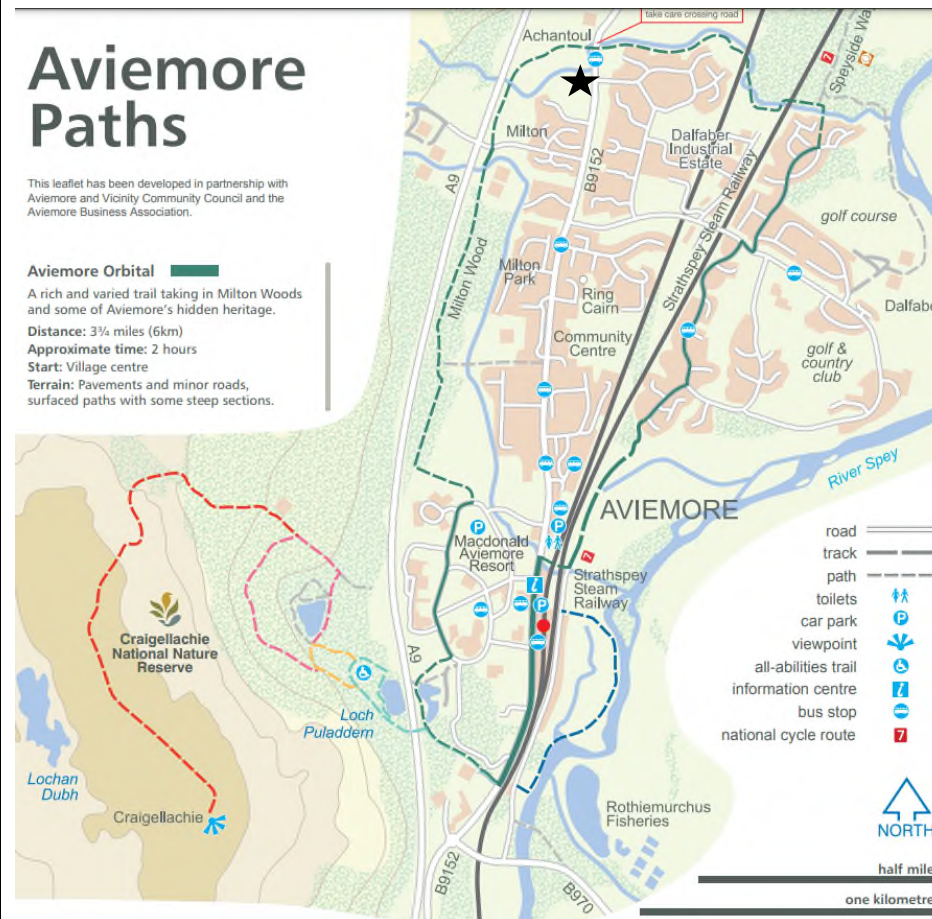 take care crossing road
Aviemore
Paths
This leaflet has been developed in partnership with
Aviemore and Vicinity Community Council and the
Aviemore Business Association.
Aviemore Orbital
A rich and varied trail taking in Milton Woods
and some of Aviemore's hidden heritage.
Distance: 3¾ miles (6km)
Approximate time: 2 hours
Start: Village centre
Terrain: Pavements and minor roads,
surfaced paths with some steep sections.
Achantoul
7
Speyside Way
Milton
Dalfaber
Industrial
Estate
B9152
A9
Strathspey Steam Railway
golf course
Milton Wood
Milton
Park
Ring
Cairn
Dalfabe
Community
Centre
golf &
country
club
River Spey
AVIEMORE
P
P
Macdonald
Aviemore
Resort
7
i
Strathspey
Steam
Railway
P
Craigellachie
National Nature
Reserve
A9
Loch
Puladdern
Lochan
Dubh
Craigellachie
Rothiemurchus
Fisheries
B9152
B970
road
track
path
toilets
car park P
viewpoint
all-abilities trail
information centre i
bus stop
national cycle route 7
NORTH
half mile
one kilometre